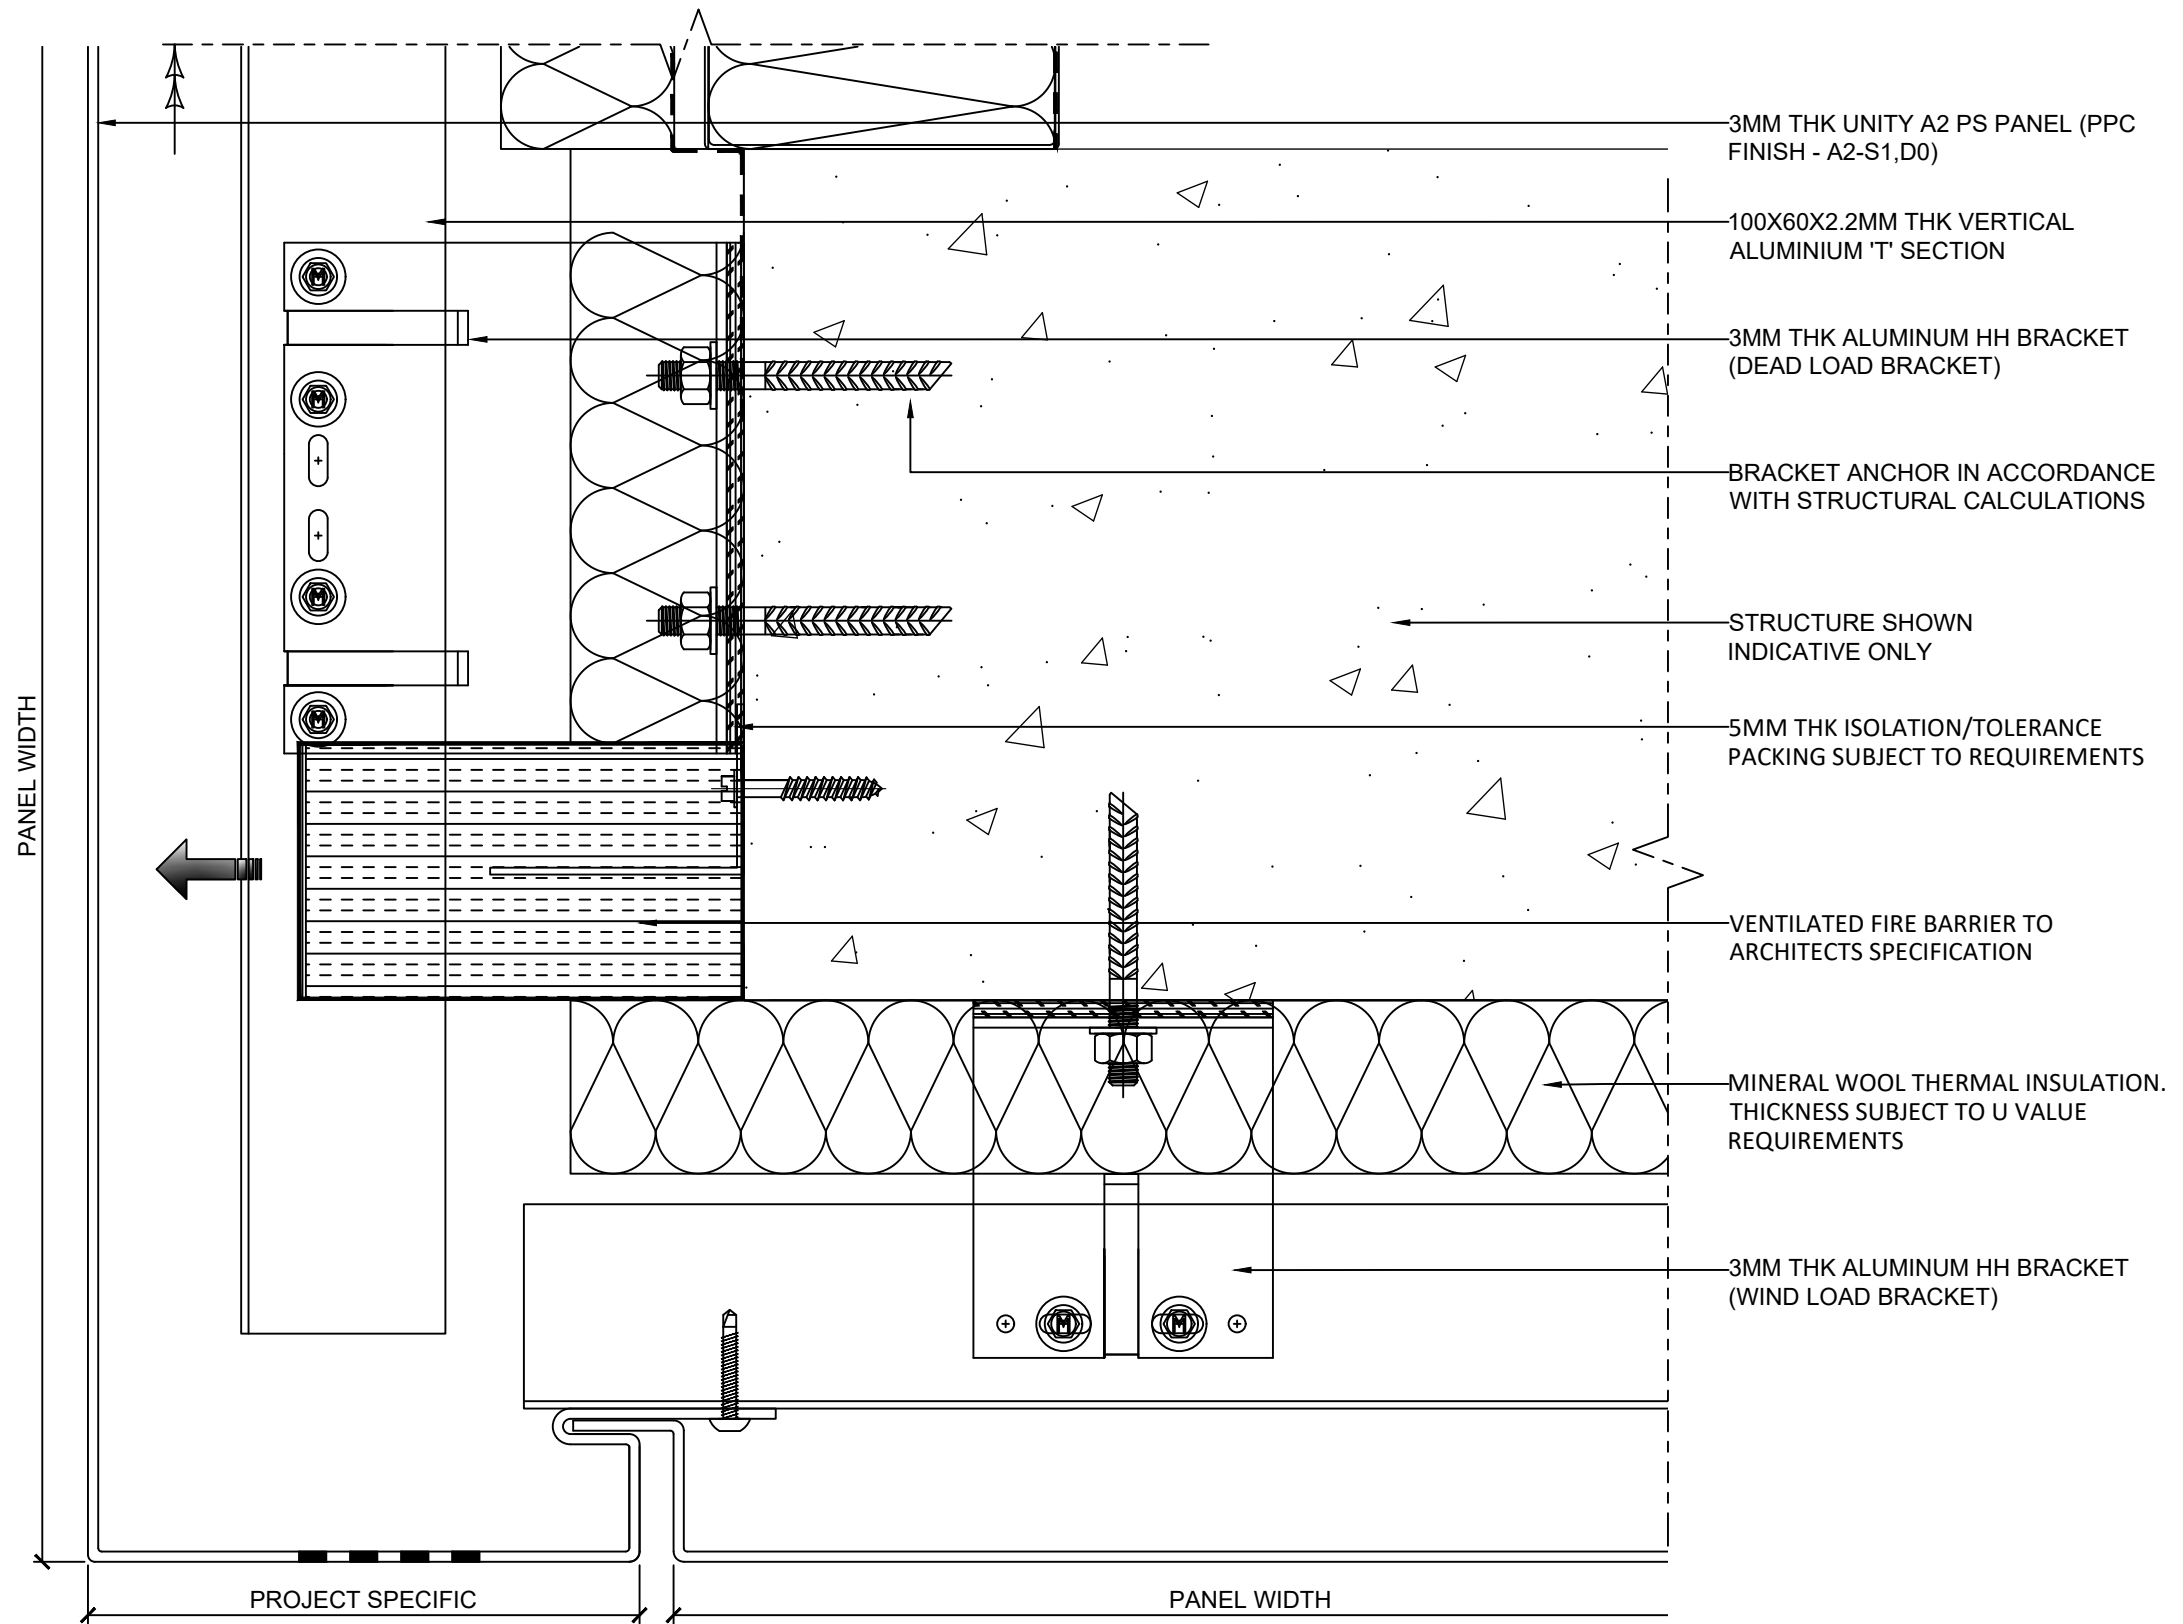 3MM THK UNITY A2 PS PANEL (PPC
FINISH - A2-S1,D0)
100X60X2.2MM THK VERTICAL
ALUMINIUM 'T' SECTION
3MM THK ALUMINUM HH BRACKET
(DEAD LOAD BRACKET)
BRACKET ANCHOR IN ACCORDANCE
WITH STRUCTURAL CALCULATIONS
STRUCTURE SHOWN
INDICATIVE ONLY
5MM THK ISOLATION/TOLERANCE
PACKING SUBJECT TO REQUIREMENTS
VENTILATED FIRE BARRIER TO
ARCHITECTS SPECIFICATION
MINERAL WOOL THERMAL INSULATION.
THICKNESS SUBJECT TO U VALUE
REQUIREMENTS
3MM THK ALUMINUM HH BRACKET
(WIND LOAD BRACKET)
PANEL WIDTH
PROJECT SPECIFIC
PANEL WIDTH